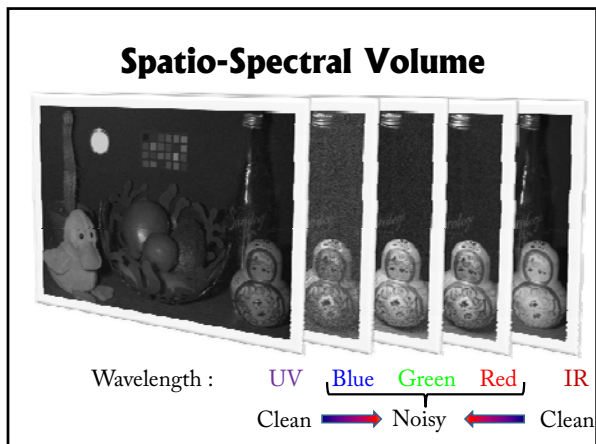 Spatio-Spectral Volume
Wavelength : UV Blue Green Red IR
Clean Noisy Clean